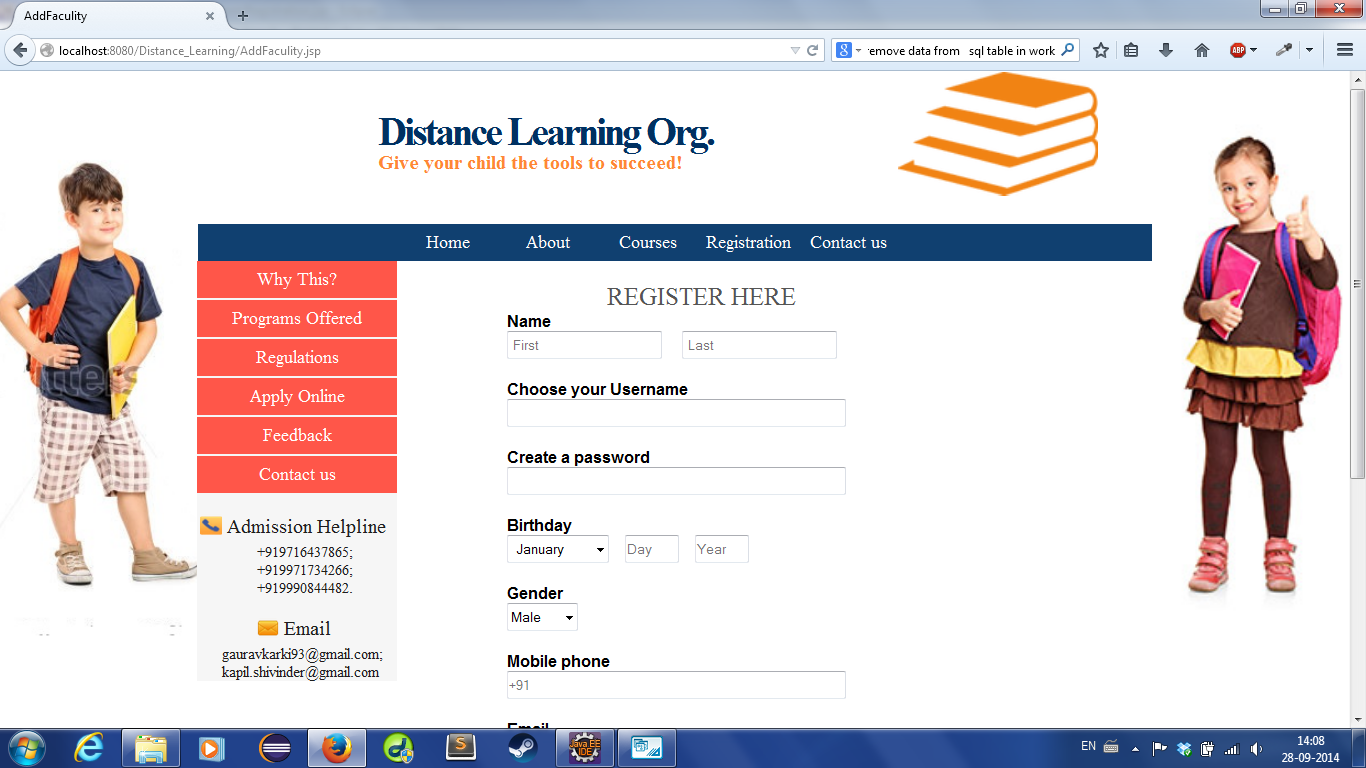 AddFaculity
localhost:8080/Distance_Learning/AddFaculity.jsp
remove data from sql table in work
Distance Learning Org.
Give your child the tools to succeed!
Home About Courses Registration Contact us
Why This?
Programs Offered
Regulations
Apply Online
Feedback
Contact us
Admission Helpline
+919716437865;
+919971734266;
+919990844482.
Email
gauravkarki93@gmail.com;
kapil.shivinder@gmail.com
REGISTER HERE
Name
First Last
Choose your Username
Create a password
Birthday
January Day Year
Gender
Male
Mobile phone
+91
Email
EN
14:08
28-09-2014